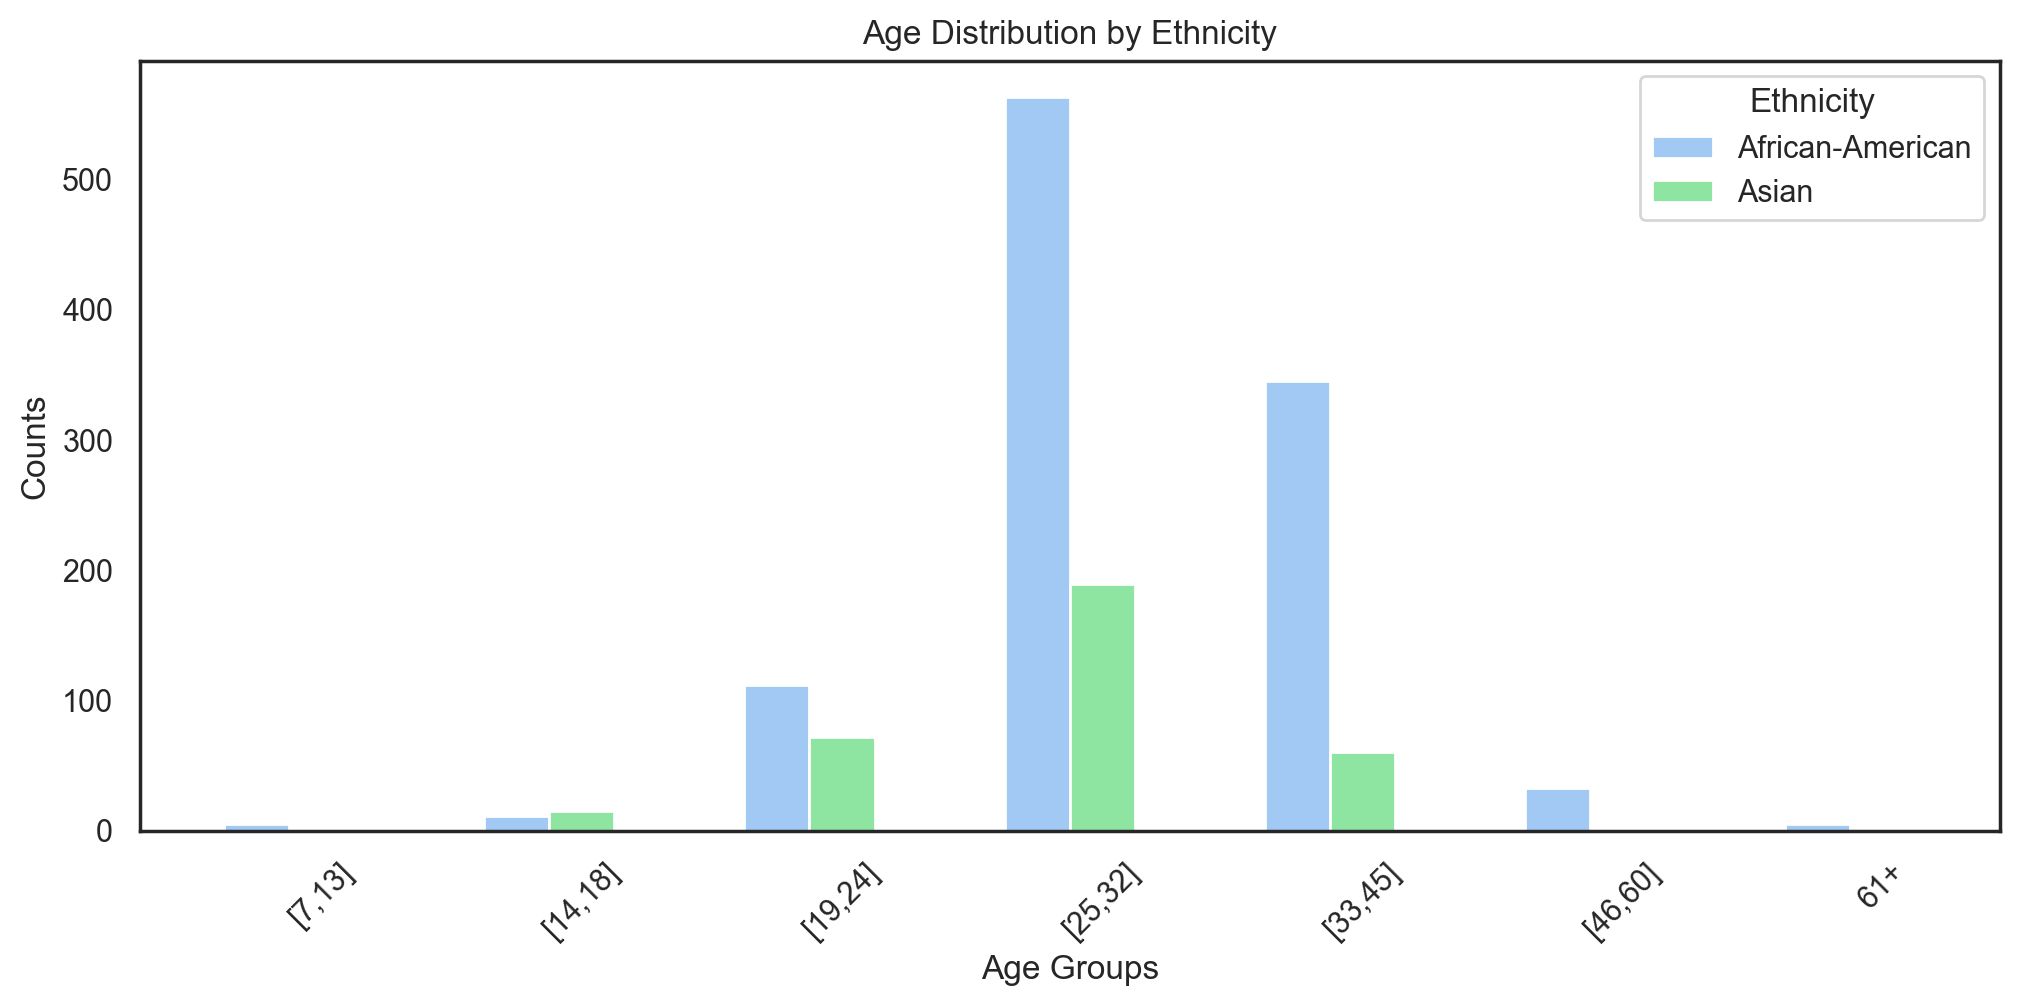 Age Distribution by Ethnicity
Ethnicity
African-American
Asian
500
400
300
200
100
0
Counts
[7,13]
[14,18]
[19,24]
[25,32]
[33,45]
[46,60]
61+
Age Groups